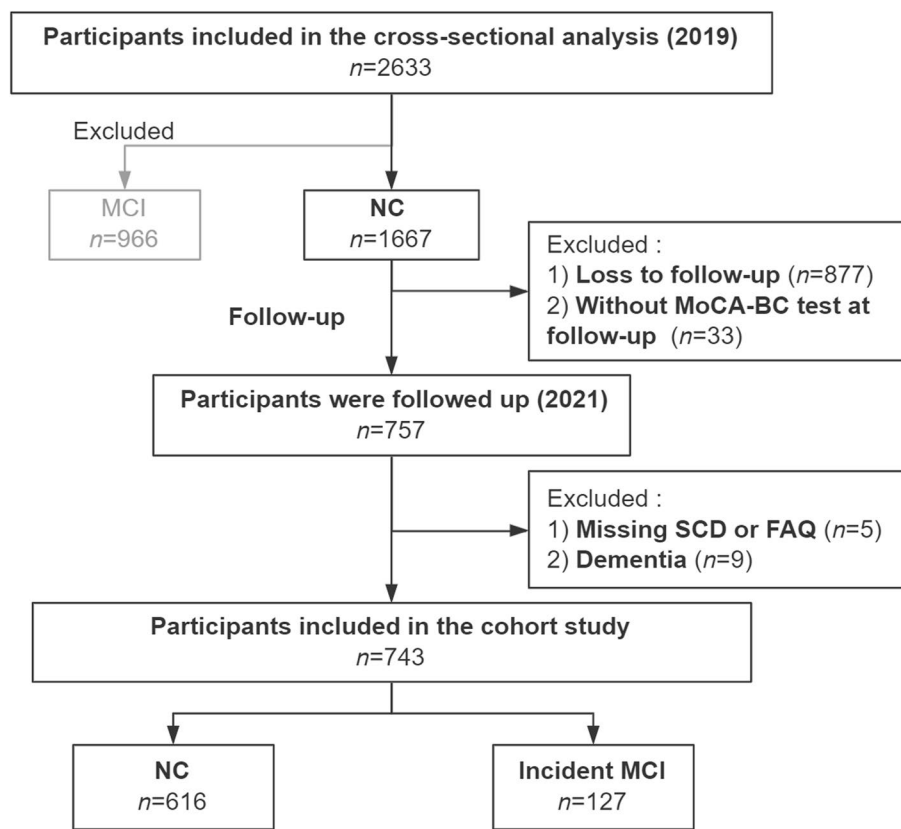 Participants included in the cross-sectional analysis (2019)
n=2633
Excluded
MCI
n=966
NC
n=1667
Excluded :
1) Loss to follow-up (n=877)
2) Without MoCA-BC test at
follow-up (n=33)
Follow-up
Participants were followed up (2021)
n=757
Excluded :
1) Missing SCD or FAQ (n=5)
2) Dementia (n=9)
Participants included in the cohort study
n=743
NC
n=616
Incident MCI
n=127